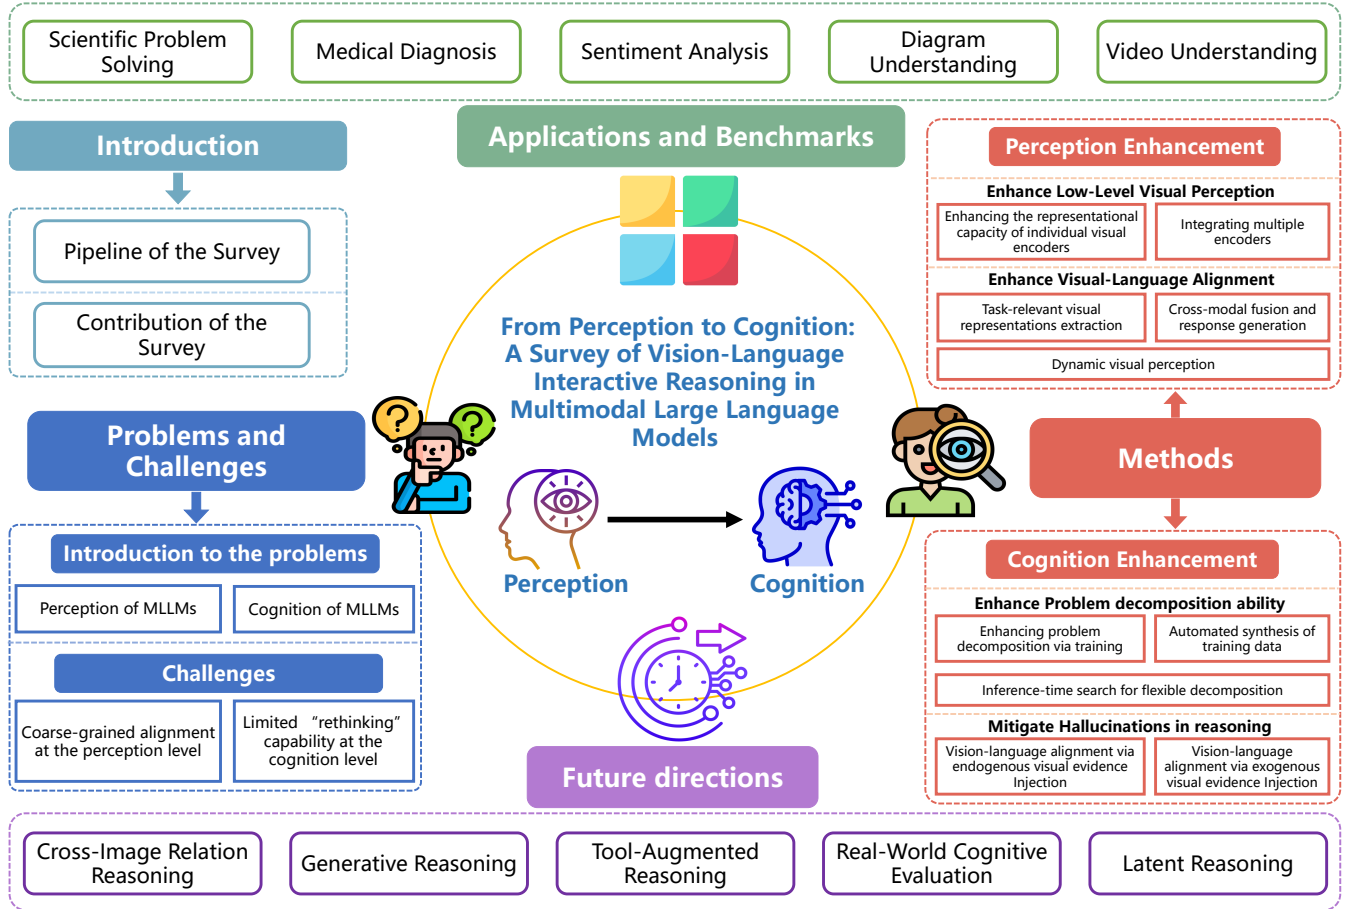 Scientific Problem
Solving
Medical Diagnosis
Sentiment Analysis
Diagram
Understanding
Video Understanding
Applications and Benchmarks
Introduction
Pipeline of the Survey
Contribution of the
Survey
Problems and
Challenges
Introduction to the problems
Perception of MLLMs
Cognition of MLLMs
Challenges
Coarse-grained alignment
at the perception level
Limited “rethinking”
capability at the
cognition level
From Perception to Cognition:
A Survey of Vision-Language
Interactive Reasoning in
Multimodal Large Language
Models
Perception
Cognition
Perception Enhancement
Enhance Low-Level Visual Perception
Enhancing the representational
capacity of individual visual
encoders
Integrating multiple
encoders
Enhance Visual-Language Alignment
Task-relevant visual
representations extraction
Cross-modal fusion and
response generation
Dynamic visual perception
Methods
Cognition Enhancement
Enhance Problem decomposition ability
Enhancing problem
decomposition via training
Automated synthesis of
training data
Inference-time search for flexible decomposition
Mitigate Hallucinations in reasoning
Vision-language alignment via
endogenous visual evidence
Injection
Vision-language
alignment via exogenous
visual evidence Injection
Future directions
Cross-Image Relation
Reasoning
Generative Reasoning
Tool-Augmented
Reasoning
Real-World Cognitive
Evaluation
Latent Reasoning